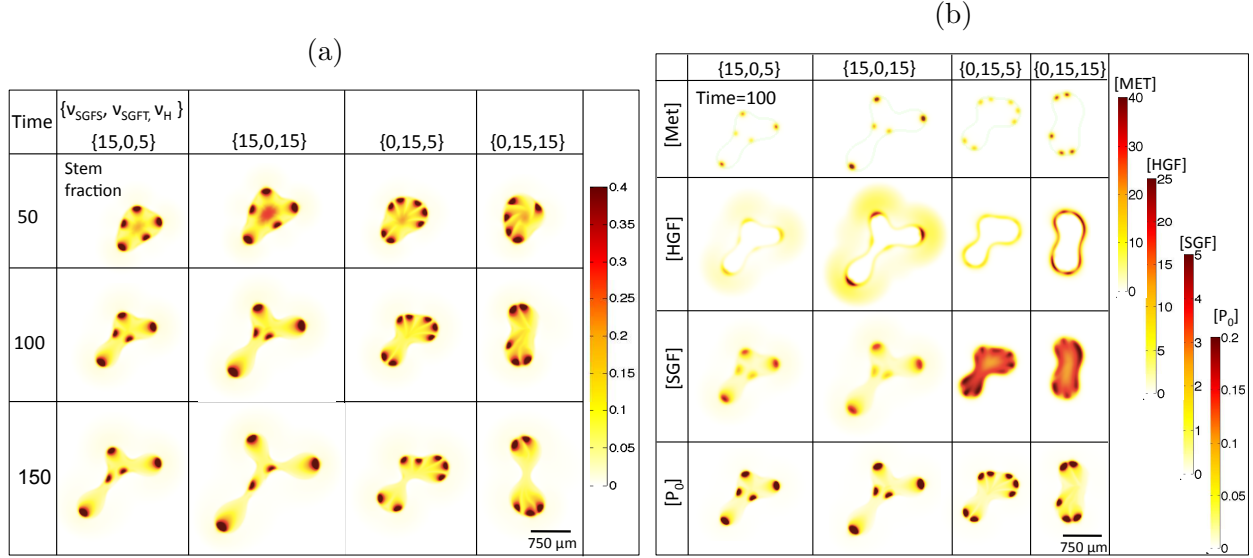 (a)
Time
{νSGFS, νSGFT, νH }
{15,0,5}
{15,0,15}
{0,15,5}
{0,15,15}
Stem
fraction
50
100
150
0.4
0.35
0.3
0.25
0.2
0.15
0.1
0.05
0
750 μm
(b)
{15,0,5}
{15,0,15}
{0,15,5}
{0,15,15}
Time=100
[Met]
[HGF]
[SGF]
[P0]
[MET]
40
30
20
10
0
[HGF]
25
20
15
10
5
0
[SGF]
5
4
3
2
1
0
[P0]
0.2
0.15
0.1
0.05
0
750 μm